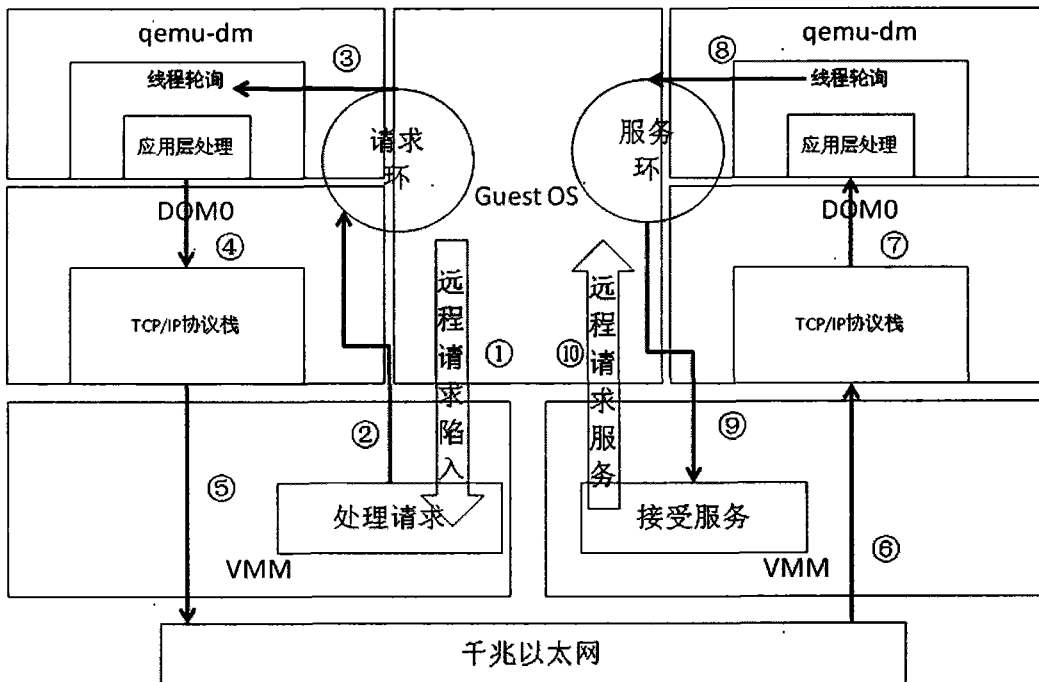 qemu-dm
③
线程轮询
应用层处理
请求
环
DOM0
④
TCP/IP协议栈
Guest OS
服务
环
qemu-dm
⑧
线程轮询
应用层处理
DOM0
⑦
TCP/IP协议栈
远程请求陷入
①
⑩
远程请求服务
②
⑤
处理请求
VMM
⑨
接受服务
⑥
VMM
千兆以太网